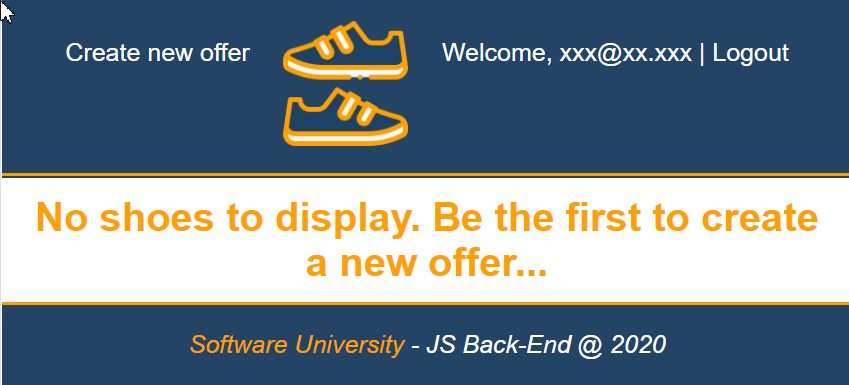 Create new offer
Welcome, xxx@xx.xxx | Logout
No shoes to display. Be the first to create
a new offer...
Software University - JS Back-End @ 2020